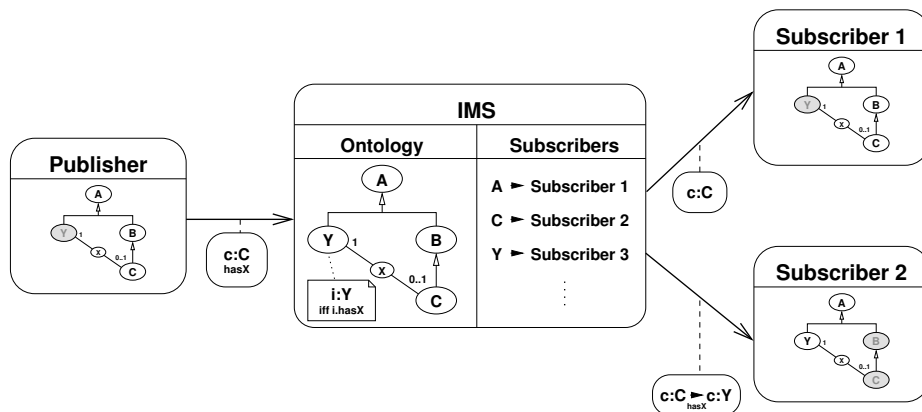 Publisher
A
Y
1
B
X
0..1
C
c:C
hasX
IMS
Ontology
A
Y
1
B
X
0..1
C
i:Y
iff i.hasX
Subscribers
A ► Subscriber 1
C ► Subscriber 2
Y ► Subscriber 3
⋮
c:C
c:C ► c:Y
hasX
Subscriber 1
A
Y
1
B
X
0..1
C
Subscriber 2
A
Y
1
B
X
0..1
C